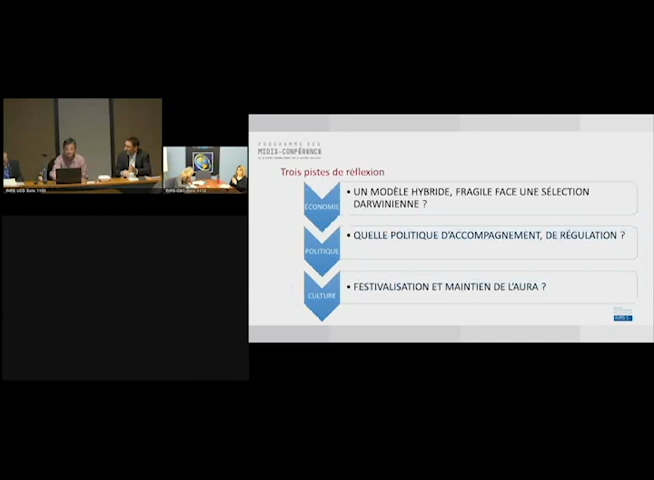 PROGRAMME DES
MIDIS-CONFÉRENCE
Trois pistes de réflexion
ÉCONOMIE
• UN MODÈLE HYBRIDE, FRAGILE FACE UNE SÉLECTION
DARWINIENNE ?
POLITIQUE
• QUELLE POLITIQUE D'ACCOMPAGNEMENT, DE RÉGULATION ?
CULTURE
• FESTIVALISATION ET MAINTIEN DE L'AURA ?
INRS